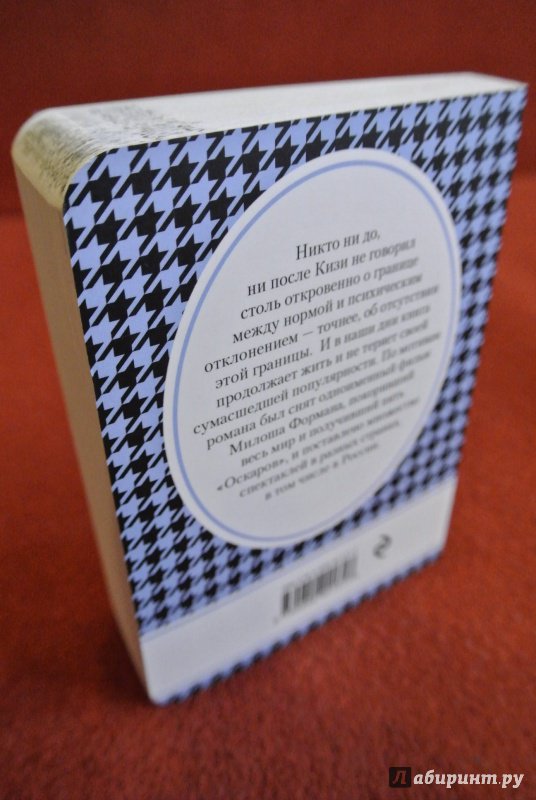 Никто ни до,
ни после Кизи не говорил
столь откровенно о границе
между нормой и психическим
отклонением — точнее, об отсутствии
этой границы. И в наши дни книга
продолжает жить и не теряет своей
сумасшедшей популярности. По мотивам
романа был снят одноименный фильм
Милоша Формана, покоривший
весь мир и получивший пять
«Оскаров», и поставлено множество
спектаклей в разных странах,
в том числе в России.
Лабиринт.ру